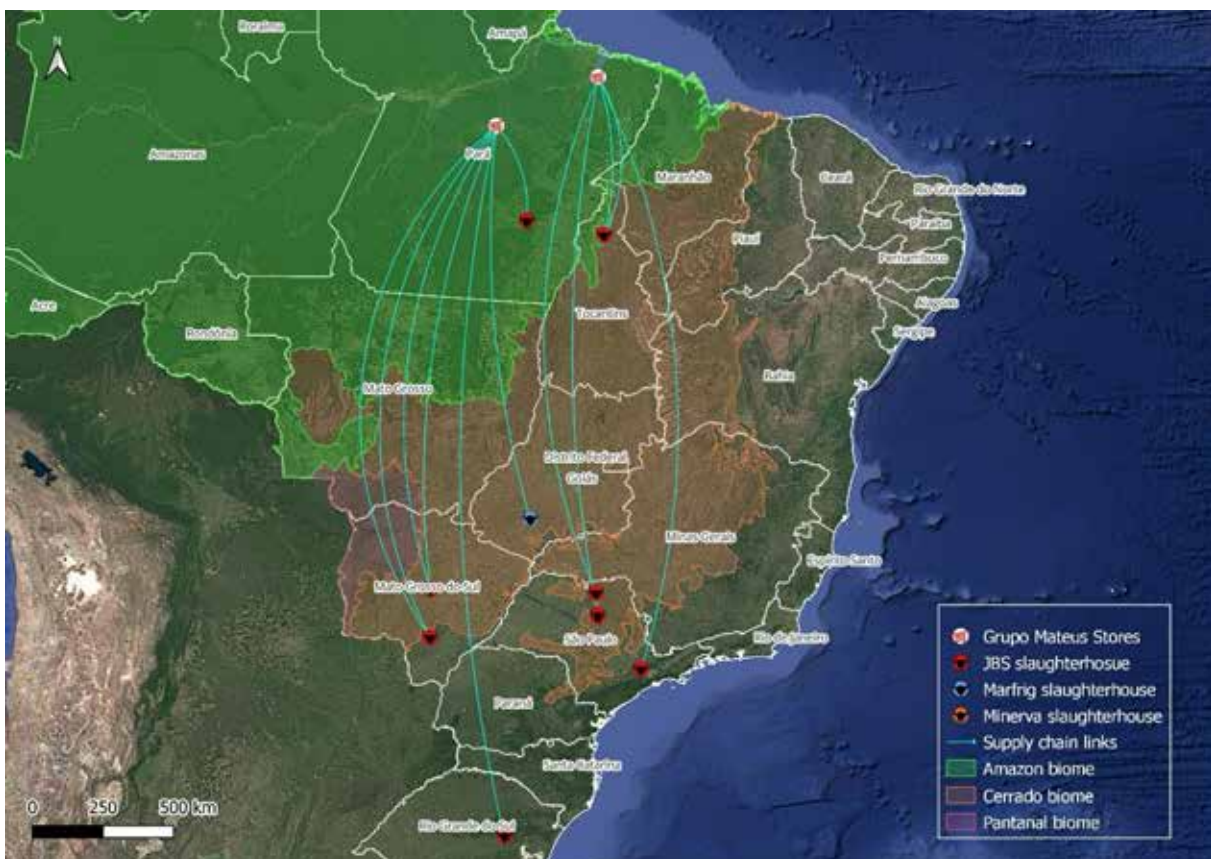 Roraima
Amapá
N
Amazonas
Pará
Maranhão
Ceará
Rio Grande do Norte
Paraíba
Piauí
Pernambuco
Acre
Alagoas
Rondônia
Tocantins
Sergipe
Mato Grosso
Bahia
Distrito Federal
Goiás
Minas Gerais
Espírito Santo
Mato Grosso do Sul
São Paulo
Rio de Janeiro
Paraná
Santa Catarina
Rio Grande do Sul
0 250 500 km
Grupo Mateus Stores
JBS slaughterhosue
Marfrig slaughterhouse
Minerva slaughterhouse
Supply chain links
Amazon biome
Cerrado biome
Pantanal biome